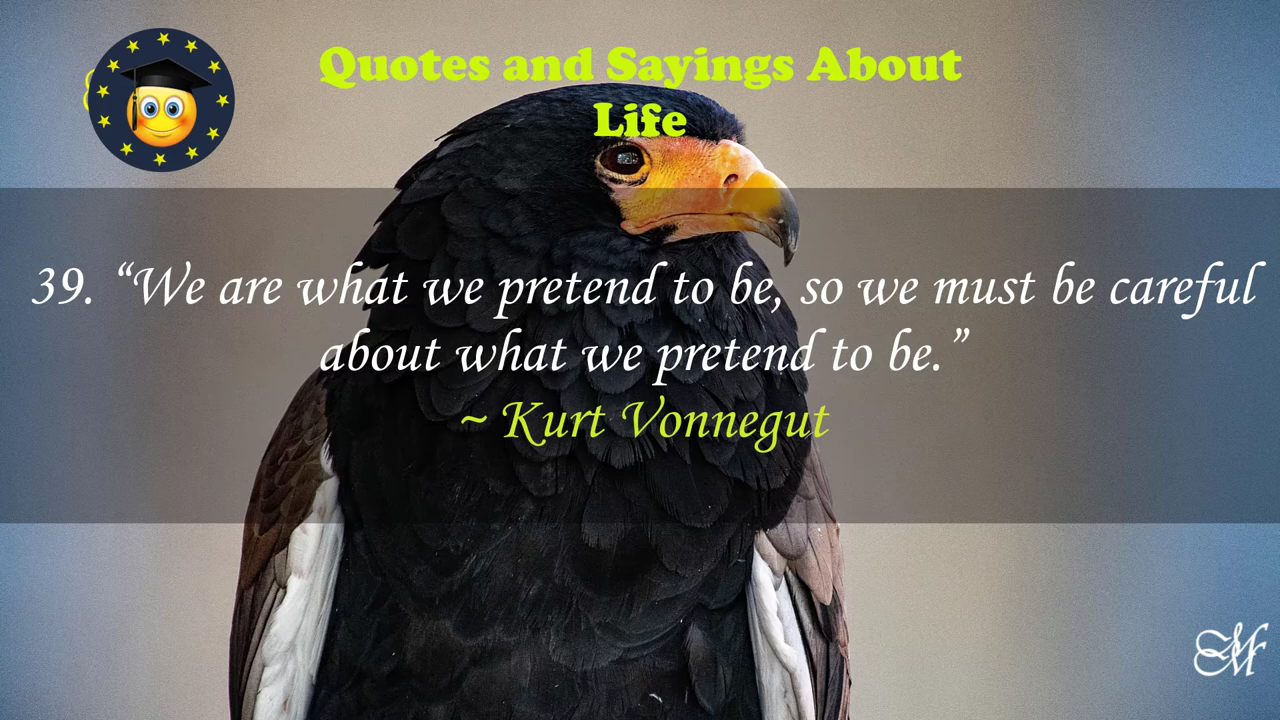 Quotes and Sayings About
Life
39. “We are what we pretend to be, so we must be careful
about what we pretend to be.”
~ Kurt Vonnegut